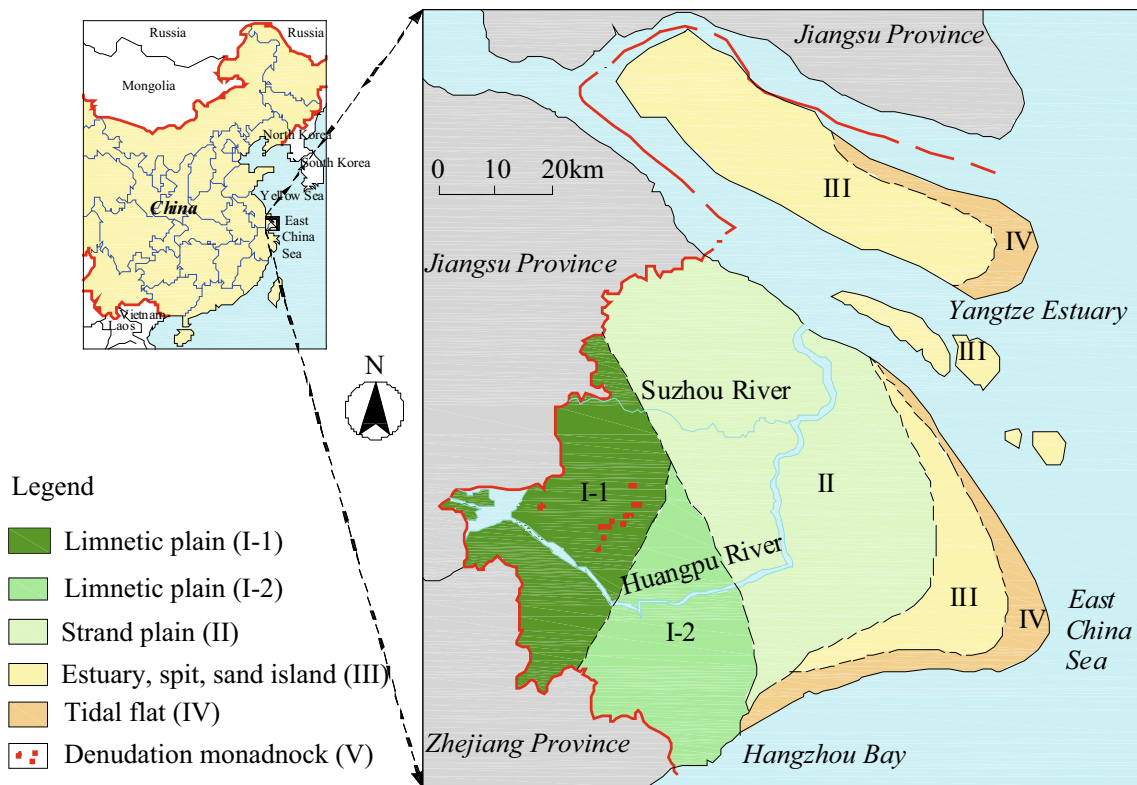 Russia
Russia
Mongolia
North Korea
South Korea
Yellow Sea
China
East
China
Sea
Vietnam
Laos
N
Legend
Limnetic plain (I-1)
Limnetic plain (I-2)
Strand plain (II)
Estuary, spit, sand island (III)
Tidal flat (IV)
Denudation monadnock (V)
Jiangsu Province
0 10 20km
III
IV
Jiangsu Province
Yangtze Estuary
III
Suzhou River
I-1
II
Huangpu River
I-2
III
IV
East
China
Sea
Zhejiang Province
Hangzhou Bay